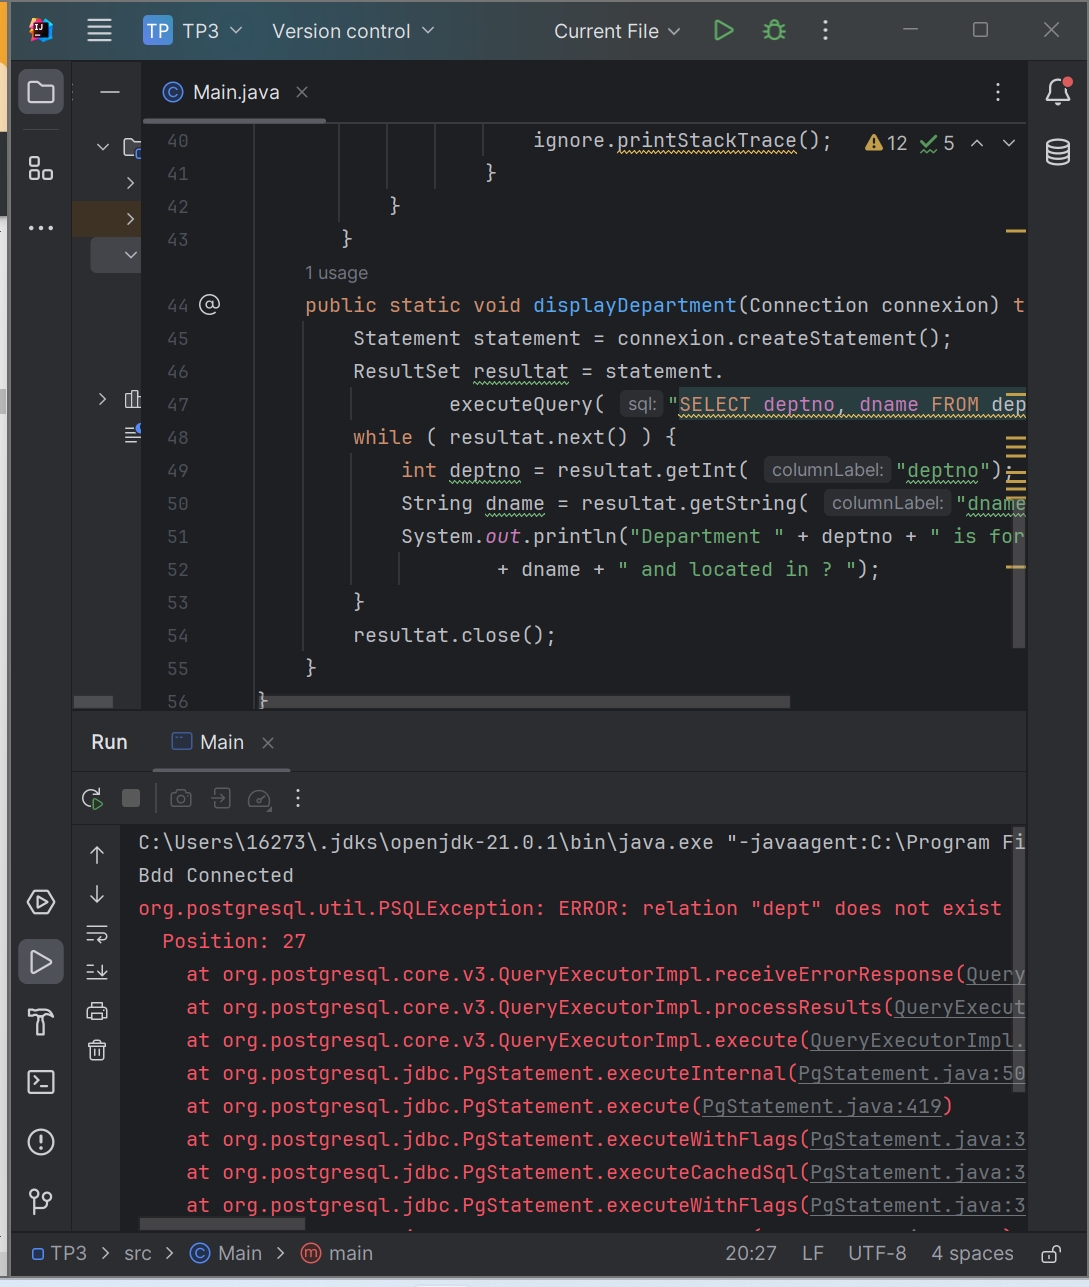 TP TP3 Version control Current File
Main.java
40 ignore.printStackTrace(); 12 5
41 }
42 }
43 }
1 usage
44 @ public static void displayDepartment(Connection connexion) t
45 Statement statement = connexion.createStatement();
46 ResultSet resultat = statement.
47 executeQuery( sql: "SELECT deptno, dname FROM dep
48 while ( resultat.next() ) {
49 int deptno = resultat.getInt( columnLabel: "deptno");
50 String dname = resultat.getString( columnLabel: "dname
51 System.out.println("Department " + deptno + " is for
52 + dname + " and located in ? ");
53 }
54 resultat.close();
55 }
56 }
Run Main
C:\Users\16273\.jdks\openjdk-21.0.1\bin\java.exe "-javaagent:C:\Program Fi
Bdd Connected
org.postgresql.util.PSQLException: ERROR: relation "dept" does not exist
Position: 27
at org.postgresql.core.v3.QueryExecutorImpl.receiveErrorResponse(Query
at org.postgresql.core.v3.QueryExecutorImpl.processResults(QueryExecut
at org.postgresql.core.v3.QueryExecutorImpl.execute(QueryExecutorImpl.
at org.postgresql.jdbc.PgStatement.executeInternal(PgStatement.java:50
at org.postgresql.jdbc.PgStatement.execute(PgStatement.java:419)
at org.postgresql.jdbc.PgStatement.executeWithFlags(PgStatement.java:3
at org.postgresql.jdbc.PgStatement.executeCachedSql(PgStatement.java:3
at org.postgresql.jdbc.PgStatement.executeWithFlags(PgStatement.java:3
TP3 > src > Main > main 20:27 LF UTF-8 4 spaces